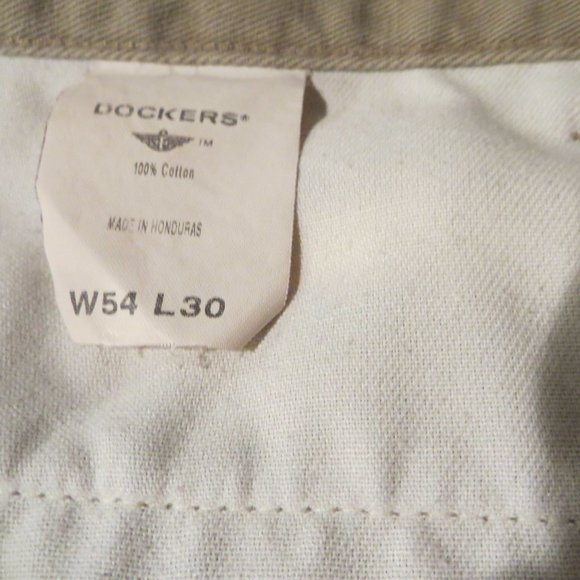 DOCKERS®
TM
100% Cotton
MADE IN HONDURAS
W54 L30